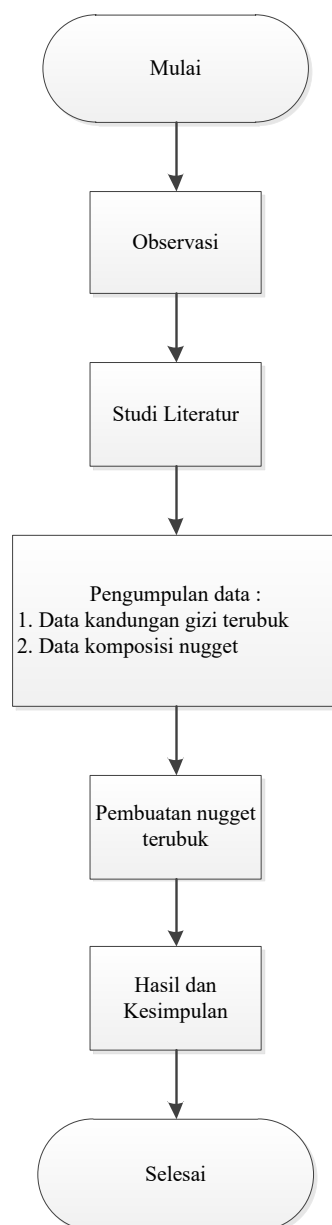 Mulai
Observasi
Studi Literatur
Pengumpulan data :
1. Data kandungan gizi terubuk
2. Data komposisi nugget
Pembuatan nugget
terubuk
Hasil dan
Kesimpulan
Selesai